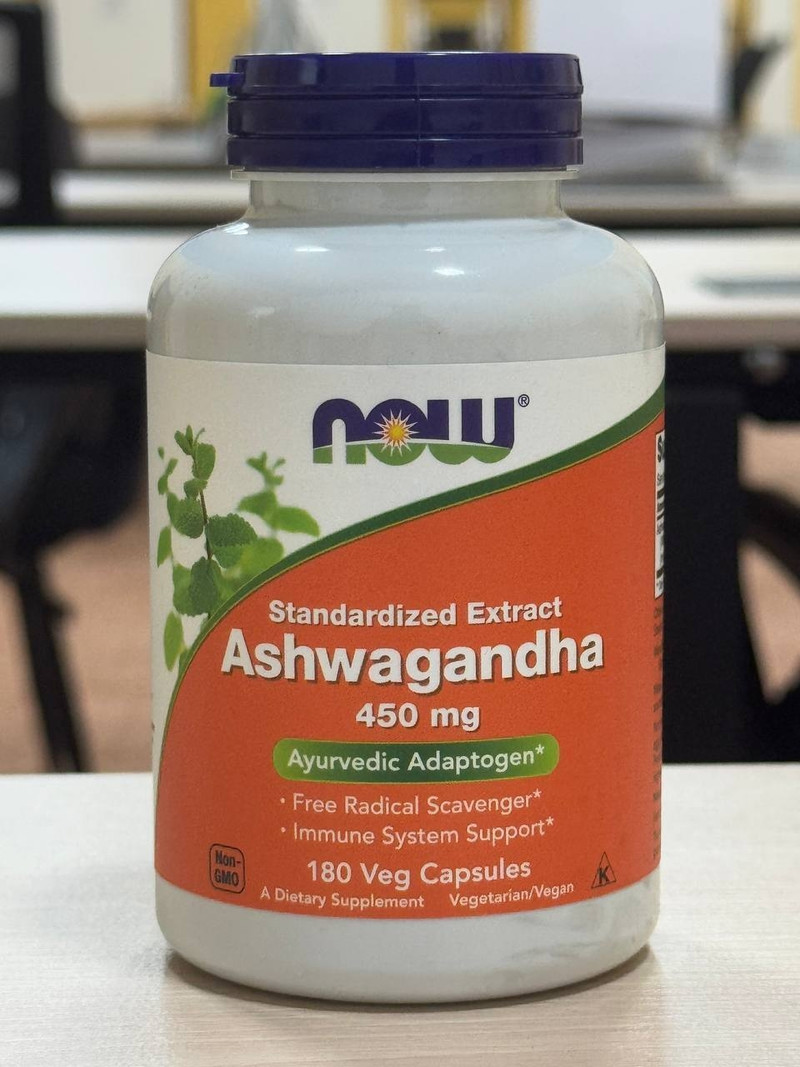 NOW®
Standardized Extract
Ashwagandha
450 mg
Ayurvedic Adaptogen*
• Free Radical Scavenger*
• Immune System Support*
Non-
GMO
180 Veg Capsules
K
A Dietary Supplement Vegetarian/Vegan